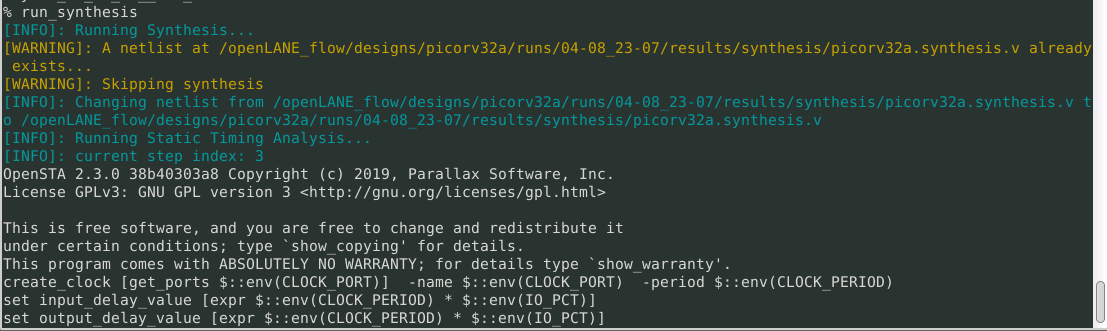 % run_synthesis
[INFO]: Running Synthesis...
[WARNING]: A netlist at /openLANE_flow/designs/picorv32a/runs/04-08_23-07/results/synthesis/picorv32a.synthesis.v already
 exists...
[WARNING]: Skipping synthesis
[INFO]: Changing netlist from /openLANE_flow/designs/picorv32a/runs/04-08_23-07/results/synthesis/picorv32a.synthesis.v t
o /openLANE_flow/designs/picorv32a/runs/04-08_23-07/results/synthesis/picorv32a.synthesis.v
[INFO]: Running Static Timing Analysis...
[INFO]: current step index: 3
OpenSTA 2.3.0 38b40303a8 Copyright (c) 2019, Parallax Software, Inc.
License GPLv3: GNU GPL version 3 <http://gnu.org/licenses/gpl.html>

This is free software, and you are free to change and redistribute it
under certain conditions; type `show_copying' for details.
This program comes with ABSOLUTELY NO WARRANTY; for details type `show_warranty'.
create_clock [get_ports $::env(CLOCK_PORT)]  -name $::env(CLOCK_PORT)  -period $::env(CLOCK_PERIOD)
set input_delay_value [expr $::env(CLOCK_PERIOD) * $::env(IO_PCT)]
set output_delay_value [expr $::env(CLOCK_PERIOD) * $::env(IO_PCT)]